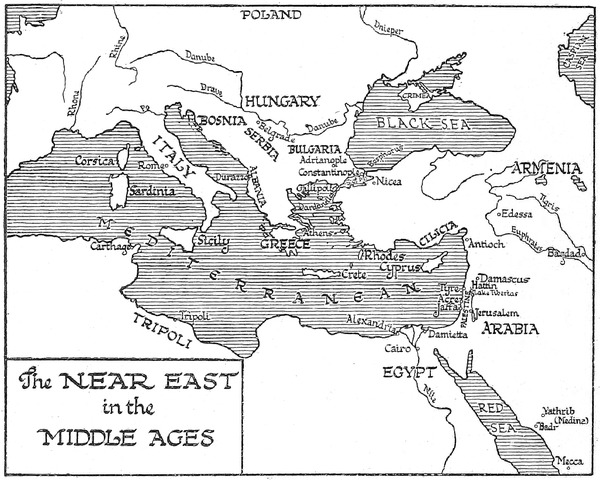 POLAND
Dnieper
Rhine
Danube
CASPIAN
SEA
Drave
Rhone
HUNGARY
CRIMEA
BOSNIA
Belgrade
Danube
BLACK SEA
SERBIA
ITALY
BULGARIA
Adrianople
Bosphorus
Constantinople
Corsica
Rome
ARMENIA
Nicea
Durazzo
ALBANIA
Gallipoli
Dardanelles
Sardinia
Tigris
Edessa
Athens
CILICIA
Euphrates
Carthage
Sicily
GREECE
Antioch
Bagdad
MEDITERRANEAN
Rhodes
Cyprus
Crete
Damascus
Tyre
Hattin
Lake Tiberias
Acre
Jaffa
PALESTINE
Jerusalem
TRIPOLI
Tripoli
Alexandria
Damietta
ARABIA
Cairo
EGYPT
Nile
The NEAR EAST
in the
MIDDLE AGES
RED
SEA
Yathrib
(Medina)
Badr
Mecca